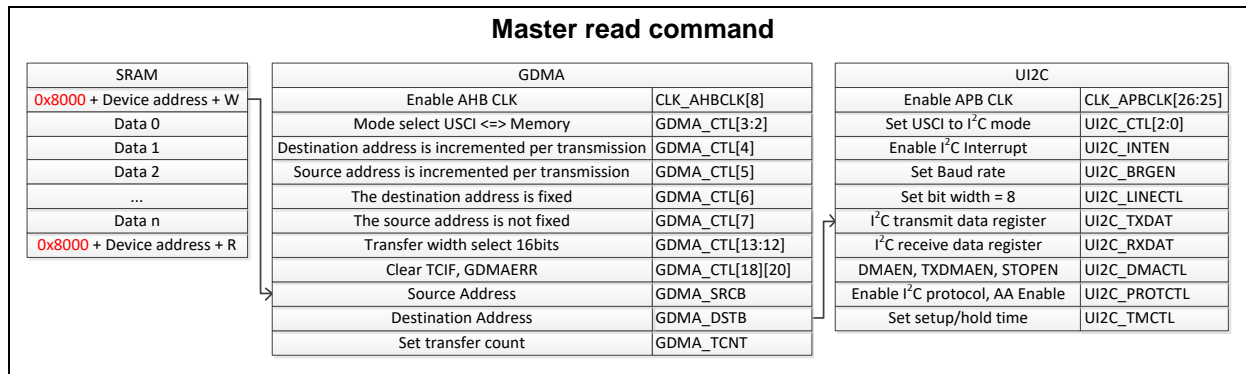 Master read command
SRAM
0x8000 + Device address + W
Data 0
Data 1
Data 2
...
Data n
0x8000 + Device address + R
GDMA
Enable AHB CLK CLK_AHBCLK[8]
Mode select USCI <=> Memory GDMA_CTL[3:2]
Destination address is incremented per transmission GDMA_CTL[4]
Source address is incremented per transmission GDMA_CTL[5]
The destination address is fixed GDMA_CTL[6]
The source address is not fixed GDMA_CTL[7]
Transfer width select 16bits GDMA_CTL[13:12]
Clear TCIF, GDMAERR GDMA_CTL[18][20]
Source Address GDMA_SRCB
Destination Address GDMA_DSTB
Set transfer count GDMA_TCNT
UI2C
Enable APB CLK CLK_APBCLK[26:25]
Set USCI to I²C mode UI2C_CTL[2:0]
Enable I²C Interrupt UI2C_INTEN
Set Baud rate UI2C_BRGEN
Set bit width = 8 UI2C_LINECTL
I²C transmit data register UI2C_TXDAT
I²C receive data register UI2C_RXDAT
DMAEN, TXDMAEN, STOPEN UI2C_DMACTL
Enable I²C protocol, AA Enable UI2C_PROTCTL
Set setup/hold time UI2C_TMCTL